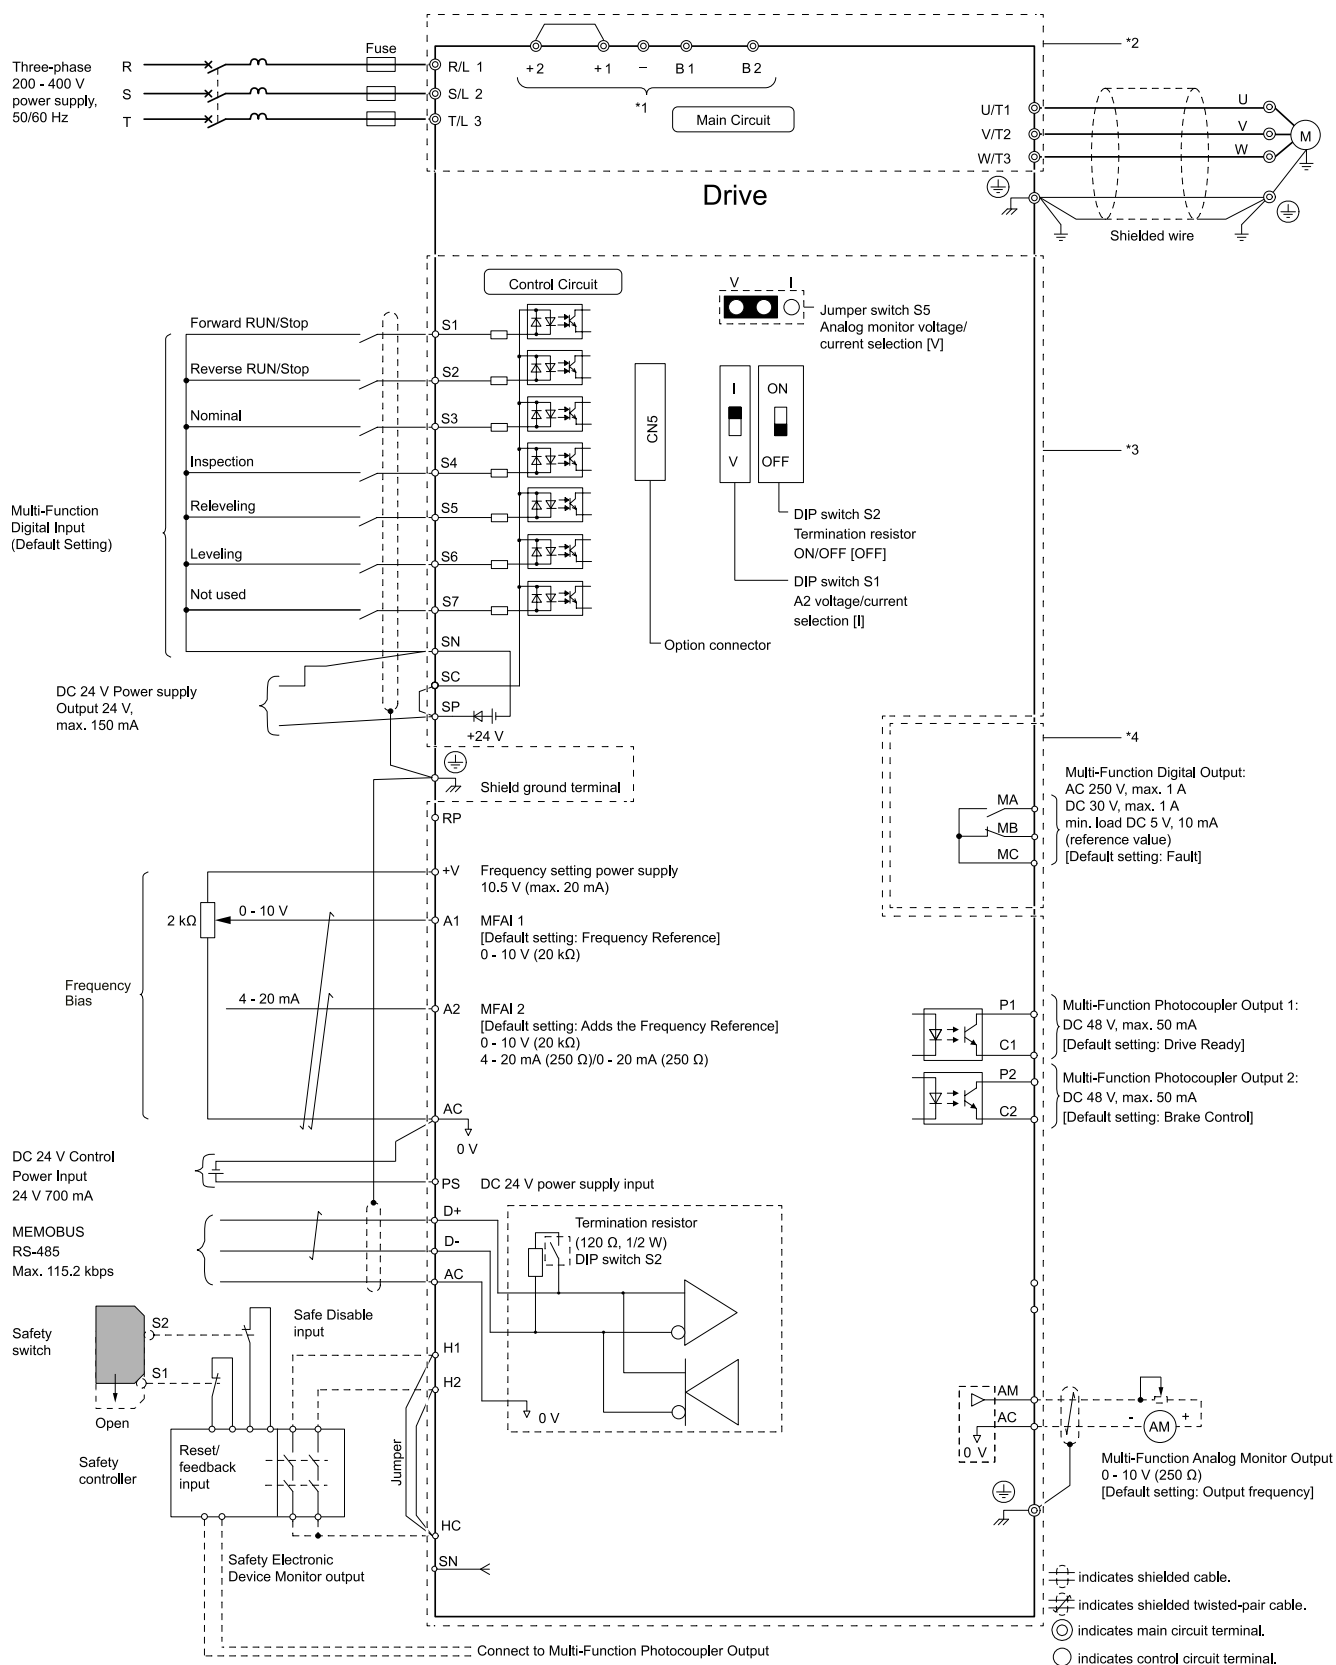 Three-phase
200 - 400 V
power supply,
50/60 Hz
R
S
T
Fuse
R/L 1
S/L 2
T/L 3
+2
+1
−
B 1
B 2
*1
Main Circuit
*2
U/T1
V/T2
W/T3
U
V
W
M
Shielded wire
Drive
Control Circuit
V
I
Jumper switch S5
Analog monitor voltage/
current selection [V]
Multi-Function
Digital Input
(Default Setting)
Forward RUN/Stop
S1
Reverse RUN/Stop
S2
Nominal
S3
Inspection
S4
Releveling
S5
Leveling
S6
Not used
S7
SN
SC
SP
+24 V
CN5
I
V
ON
OFF
*3
DIP switch S2
Termination resistor
ON/OFF [OFF]
DIP switch S1
A2 voltage/current
selection [I]
Option connector
DC 24 V Power supply
Output 24 V,
max. 150 mA
Shield ground terminal
*4
MA
MB
MC
Multi-Function Digital Output:
AC 250 V, max. 1 A
DC 30 V, max. 1 A
min. load DC 5 V, 10 mA
(reference value)
[Default setting: Fault]
RP
+V
Frequency setting power supply
10.5 V (max. 20 mA)
2 kΩ
0 - 10 V
A1
MFAI 1
[Default setting: Frequency Reference]
0 - 10 V (20 kΩ)
Frequency
Bias
4 - 20 mA
A2
MFAI 2
[Default setting: Adds the Frequency Reference]
0 - 10 V (20 kΩ)
4 - 20 mA (250 Ω)/0 - 20 mA (250 Ω)
P1
C1
Multi-Function Photocoupler Output 1:
DC 48 V, max. 50 mA
[Default setting: Drive Ready]
P2
C2
Multi-Function Photocoupler Output 2:
DC 48 V, max. 50 mA
[Default setting: Brake Control]
AC
0 V
DC 24 V Control
Power Input
24 V 700 mA
PS
DC 24 V power supply input
MEMOBUS
RS-485
Max. 115.2 kbps
D+
D-
AC
Termination resistor
(120 Ω, 1/2 W)
DIP switch S2
0 V
Safety
switch
S2
S1
Open
Safe Disable
input
H1
H2
Jumper
HC
SN
Safety
controller
Reset/
feedback
input
Safety Electronic
Device Monitor output
Connect to Multi-Function Photocoupler Output
AM
AC
0 V
-
AM
+
Multi-Function Analog Monitor Output
0 - 10 V (250 Ω)
[Default setting: Output frequency]
indicates shielded cable.
indicates shielded twisted-pair cable.
indicates main circuit terminal.
indicates control circuit terminal.